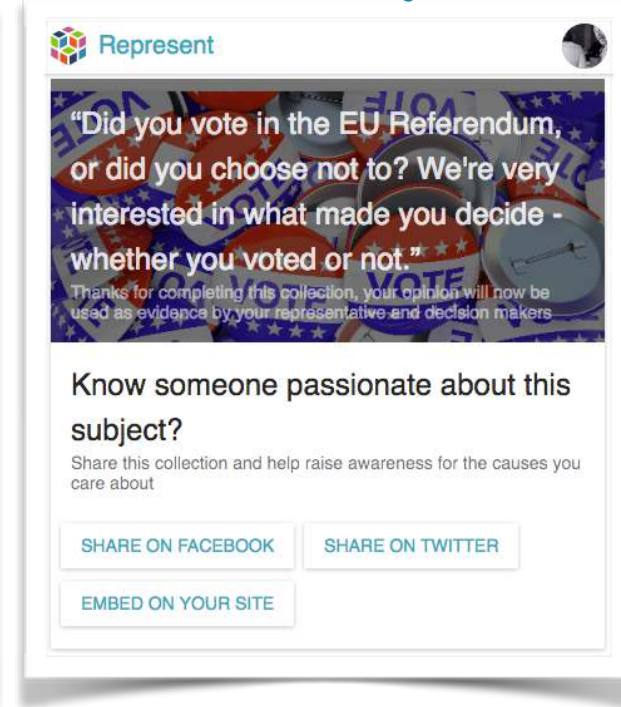 Represent
“Did you vote in the EU Referendum,
or did you choose not to? We're very
interested in what made you decide -
whether you voted or not.”
Thanks for completing this collection, your opinion will now be
used as evidence by your representative and decision makers
VOTE
VOTE
Know someone passionate about this
subject?
Share this collection and help raise awareness for the causes you
care about
SHARE ON FACEBOOK
SHARE ON TWITTER
EMBED ON YOUR SITE